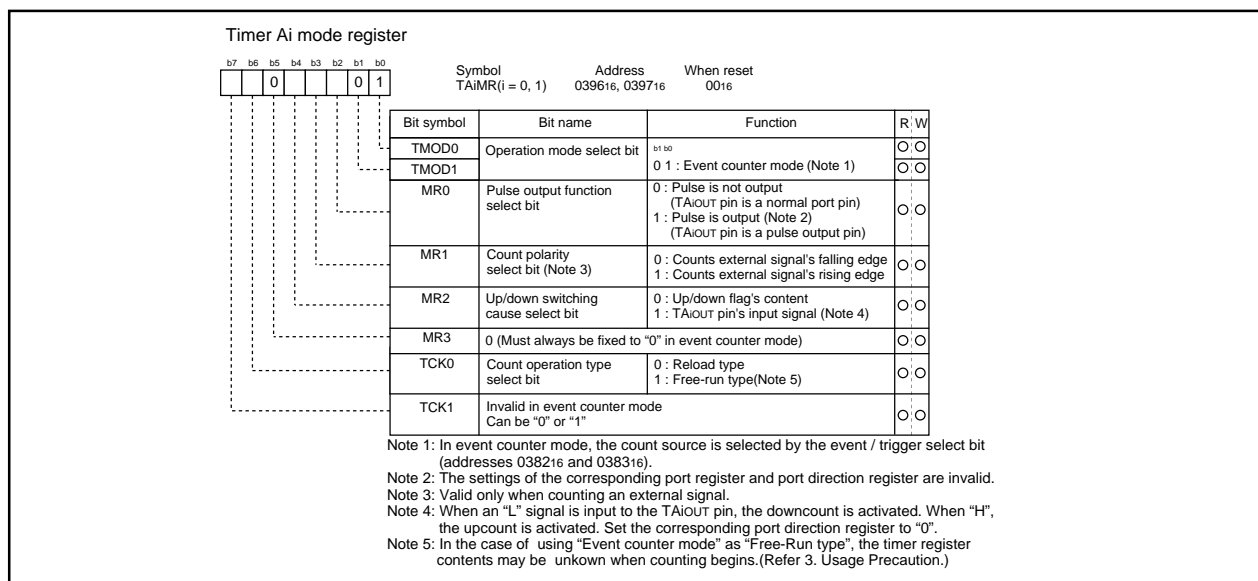 Timer Ai mode register
b7 b6 b5 b4 b3 b2 b1 b0
0 0 1
Symbol Address When reset
TAiMR(i = 0, 1) 039616, 039716 0016
Bit symbol Bit name Function R W
TMOD0 Operation mode select bit b1 b0
TMOD1 0 1 : Event counter mode (Note 1)
MR0 Pulse output function 0 : Pulse is not output
select bit (TAiOUT pin is a normal port pin)
1 : Pulse is output (Note 2)
(TAiOUT pin is a pulse output pin)
MR1 Count polarity 0 : Counts external signal's falling edge
select bit (Note 3) 1 : Counts external signal's rising edge
MR2 Up/down switching 0 : Up/down flag's content
cause select bit 1 : TAiOUT pin's input signal (Note 4)
MR3 0 (Must always be fixed to “0” in event counter mode)
TCK0 Count operation type 0 : Reload type
select bit 1 : Free-run type(Note 5)
TCK1 Invalid in event counter mode
Can be “0” or “1”
Note 1: In event counter mode, the count source is selected by the event / trigger select bit
(addresses 038216 and 038316).
Note 2: The settings of the corresponding port register and port direction register are invalid.
Note 3: Valid only when counting an external signal.
Note 4: When an “L” signal is input to the TAiOUT pin, the downcount is activated. When “H”,
the upcount is activated. Set the corresponding port direction register to “0”.
Note 5: In the case of using “Event counter mode” as “Free-Run type”, the timer register
contents may be unkown when counting begins.(Refer 3. Usage Precaution.)